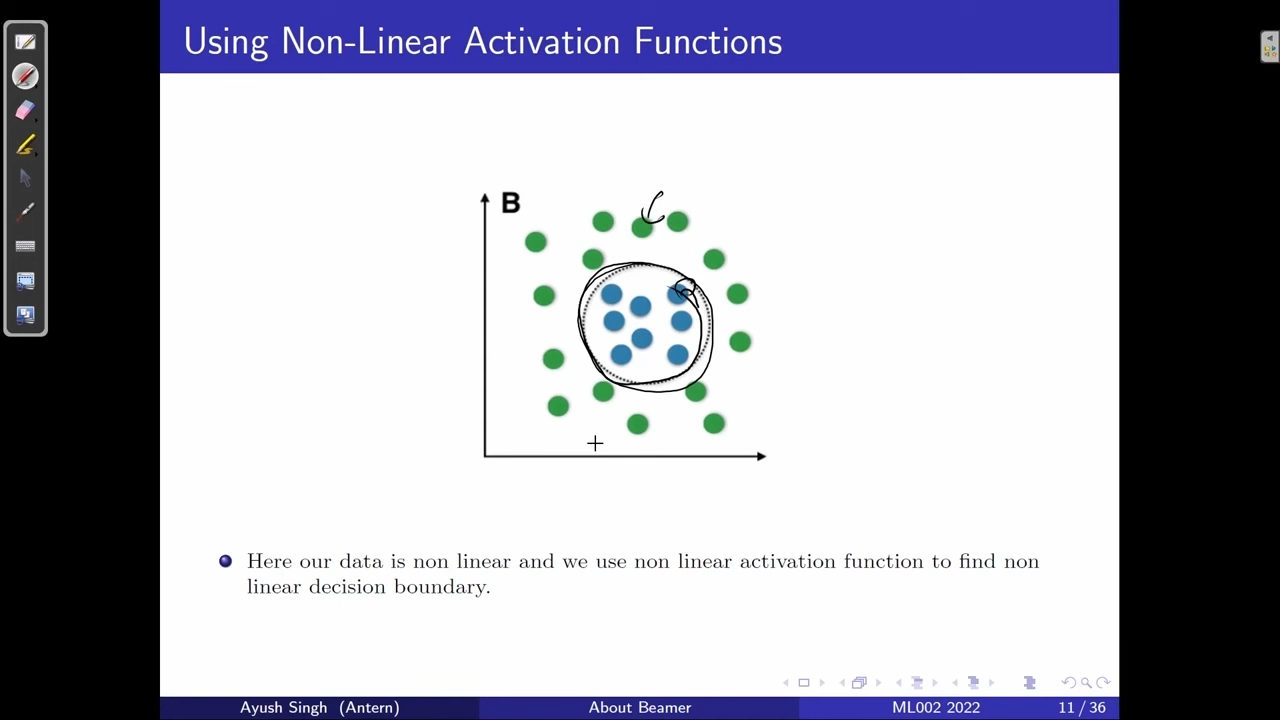 Using Non-Linear Activation Functions
B
Here our data is non linear and we use non linear activation function to find non
linear decision boundary.
Ayush Singh (Antern) About Beamer ML002 2022 11 / 36